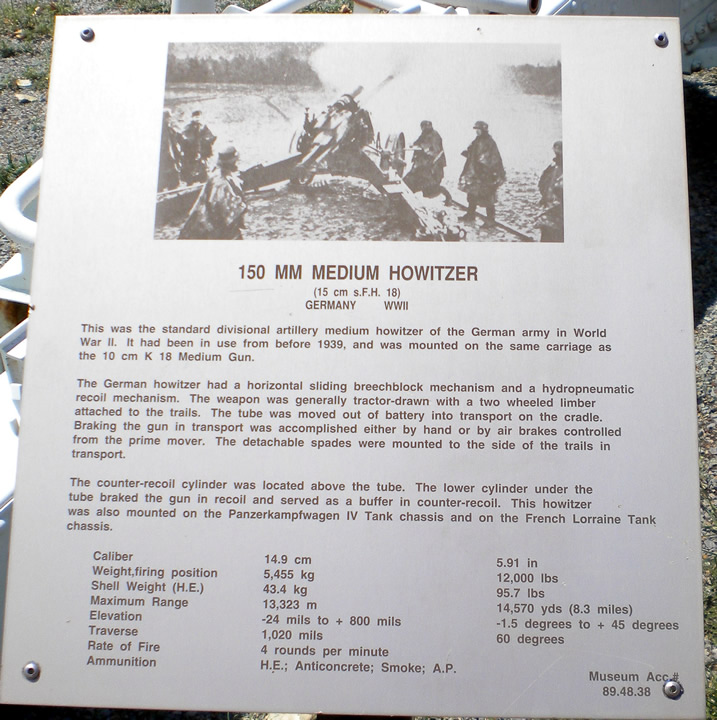 150 MM MEDIUM HOWITZER
(15 cm s.F.H. 18)
GERMANY WWII
This was the standard divisional artillery medium howitzer of the German army in World
War II. It had been in use from before 1939, and was mounted on the same carriage as
the 10 cm K 18 Medium Gun.
The German howitzer had a horizontal sliding breechblock mechanism and a hydropneumatic
recoil mechanism. The weapon was generally tractor-drawn with a two wheeled limber
attached to the trails. The tube was moved out of battery into transport on the cradle.
Braking the gun in transport was accomplished either by hand or by air brakes controlled
from the prime mover. The detachable spades were mounted to the side of the trails in
transport.
The counter-recoil cylinder was located above the tube. The lower cylinder under the
tube braked the gun in recoil and served as a buffer in counter-recoil. This howitzer
was also mounted on the Panzerkampfwagen IV Tank chassis and on the French Lorraine Tank
chassis.
Caliber 14.9 cm 5.91 in
Weight,firing position 5,455 kg 12,000 lbs
Shell Weight (H.E.) 43.4 kg 95.7 lbs
Maximum Range 13,323 m 14,570 yds (8.3 miles)
Elevation -24 mils to + 800 mils -1.5 degrees to + 45 degrees
Traverse 1,020 mils 60 degrees
Rate of Fire 4 rounds per minute
Ammunition H.E.; Anticoncrete; Smoke; A.P.
Museum Acc.#
89.48.38